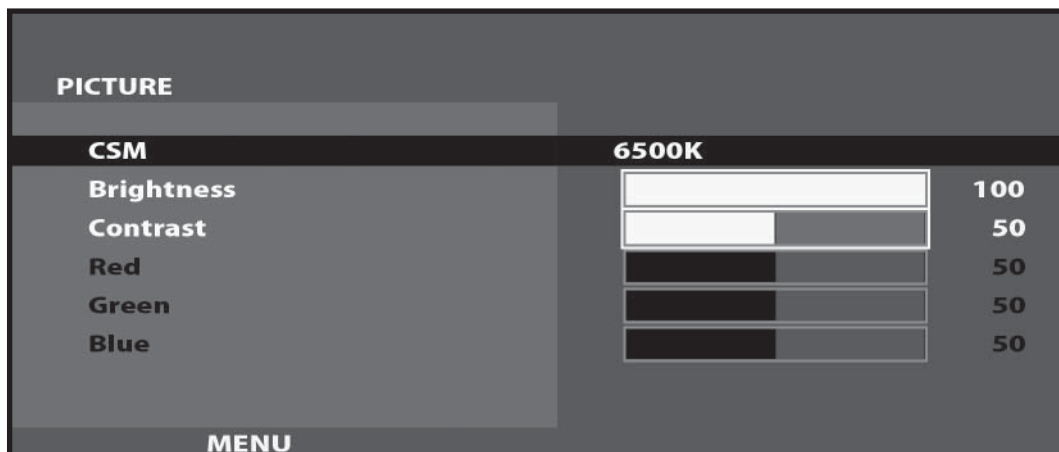 PICTURE
CSM 6500K
Brightness 100
Contrast 50
Red 50
Green 50
Blue 50
MENU